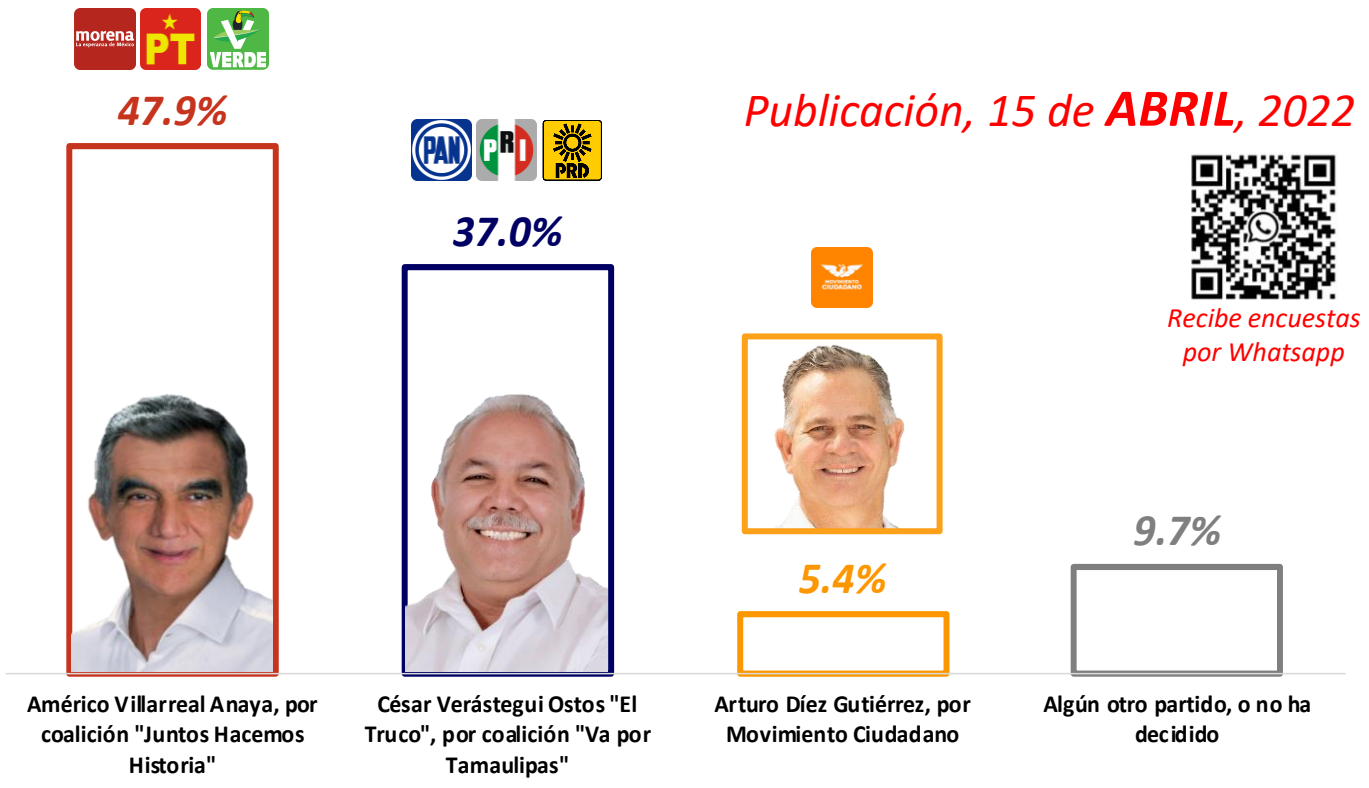 morena
La esperanza de México
PT
VERDE
47.9%
PAN
PRI
PRD
37.0%
Publicación, 15 de ABRIL, 2022
Recibe encuestas
por Whatsapp
MOVIMIENTO
CIUDADANO
5.4%
9.7%
Américo Villarreal Anaya, por
coalición "Juntos Hacemos
Historia"
César Verástegui Ostos "El
Truco", por coalición "Va por
Tamaulipas"
Arturo Díez Gutiérrez, por
Movimiento Ciudadano
Algún otro partido, o no ha
decidido